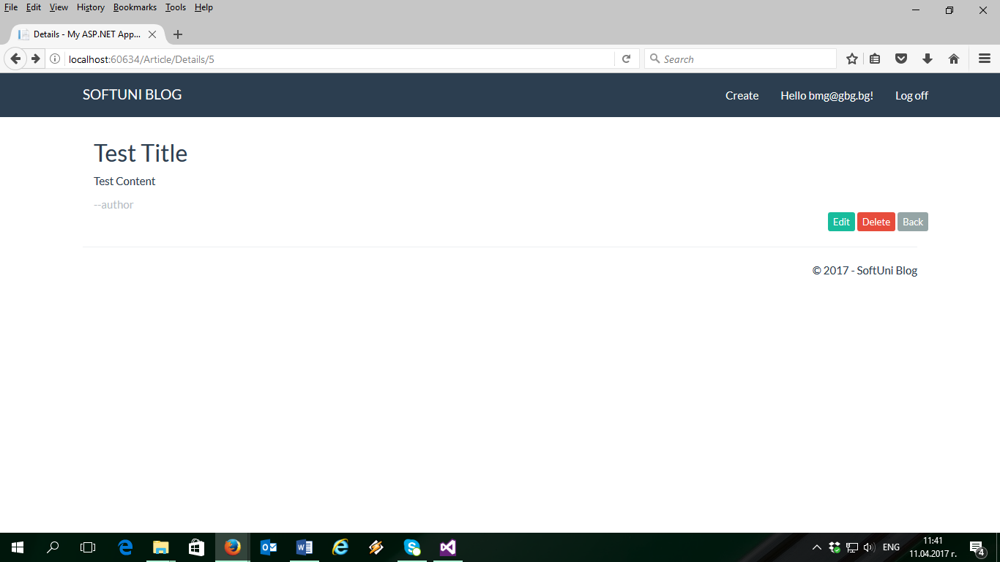 File Edit View History Bookmarks Tools Help
Details - My ASP.NET App...
localhost:60634/Article/Details/5
Search
SOFTUNI BLOG Create Hello bmg@gbg.bg! Log off
Test Title
Test Content
--author
Edit Delete Back
© 2017 - SoftUni Blog
ENG
11:41
11.04.2017 г.
4